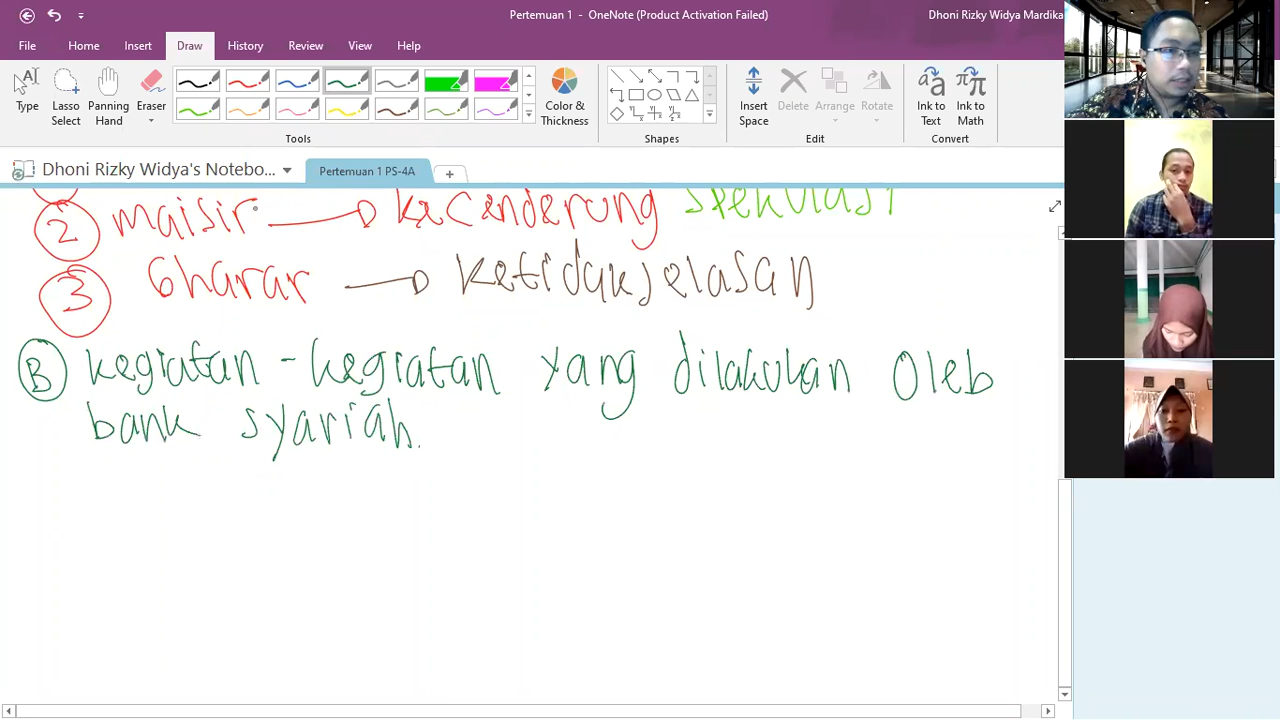 Pertemuan 1 - OneNote (Product Activation Failed)
Dhoni Rizky Widya Mardika
File Home Insert Draw History Review View Help
Type Lasso Select Panning Hand Eraser
Color & Thickness
Insert Space Delete Arrange Rotate
Ink to Text Ink to Math
Tools Shapes Edit Convert
Dhoni Rizky Widya's Notebo... Pertemuan 1 PS-4A
2 maisir kecenderung spekulasi
3 Gharar ketidakjelasan
B kegiatan - kegiatan yang dilakukan oleb
bank syariah.